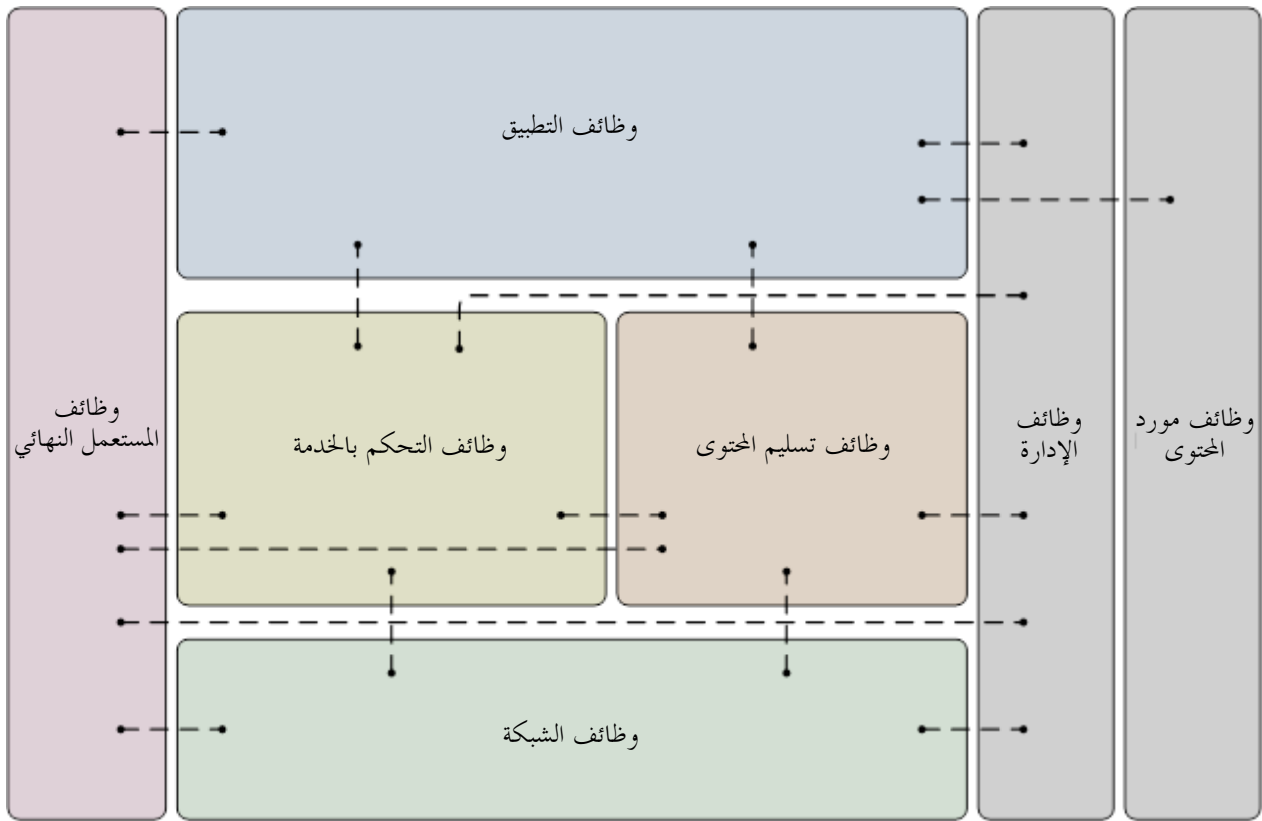 وظائف التطبيق
وظائف مورد
المحتوى
وظائف
الإدارة
وظائف تسليم المحتوى
وظائف التحكم بالخدمة
وظائف
المستعمل النهائي
وظائف الشبكة